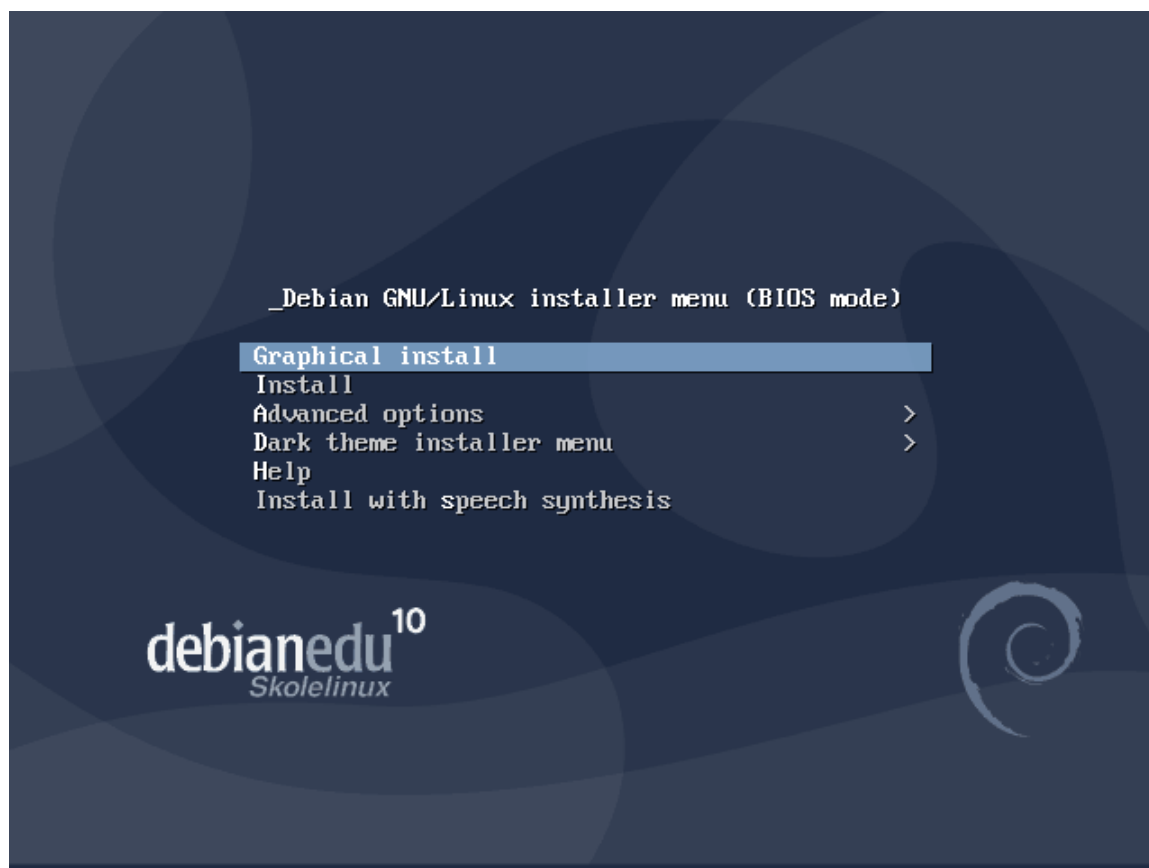 _Debian GNU/Linux installer menu (BIOS mode)
Graphical install
Install
Advanced options >
Dark theme installer menu >
Help
Install with speech synthesis
debianedu 10
Skolelinux